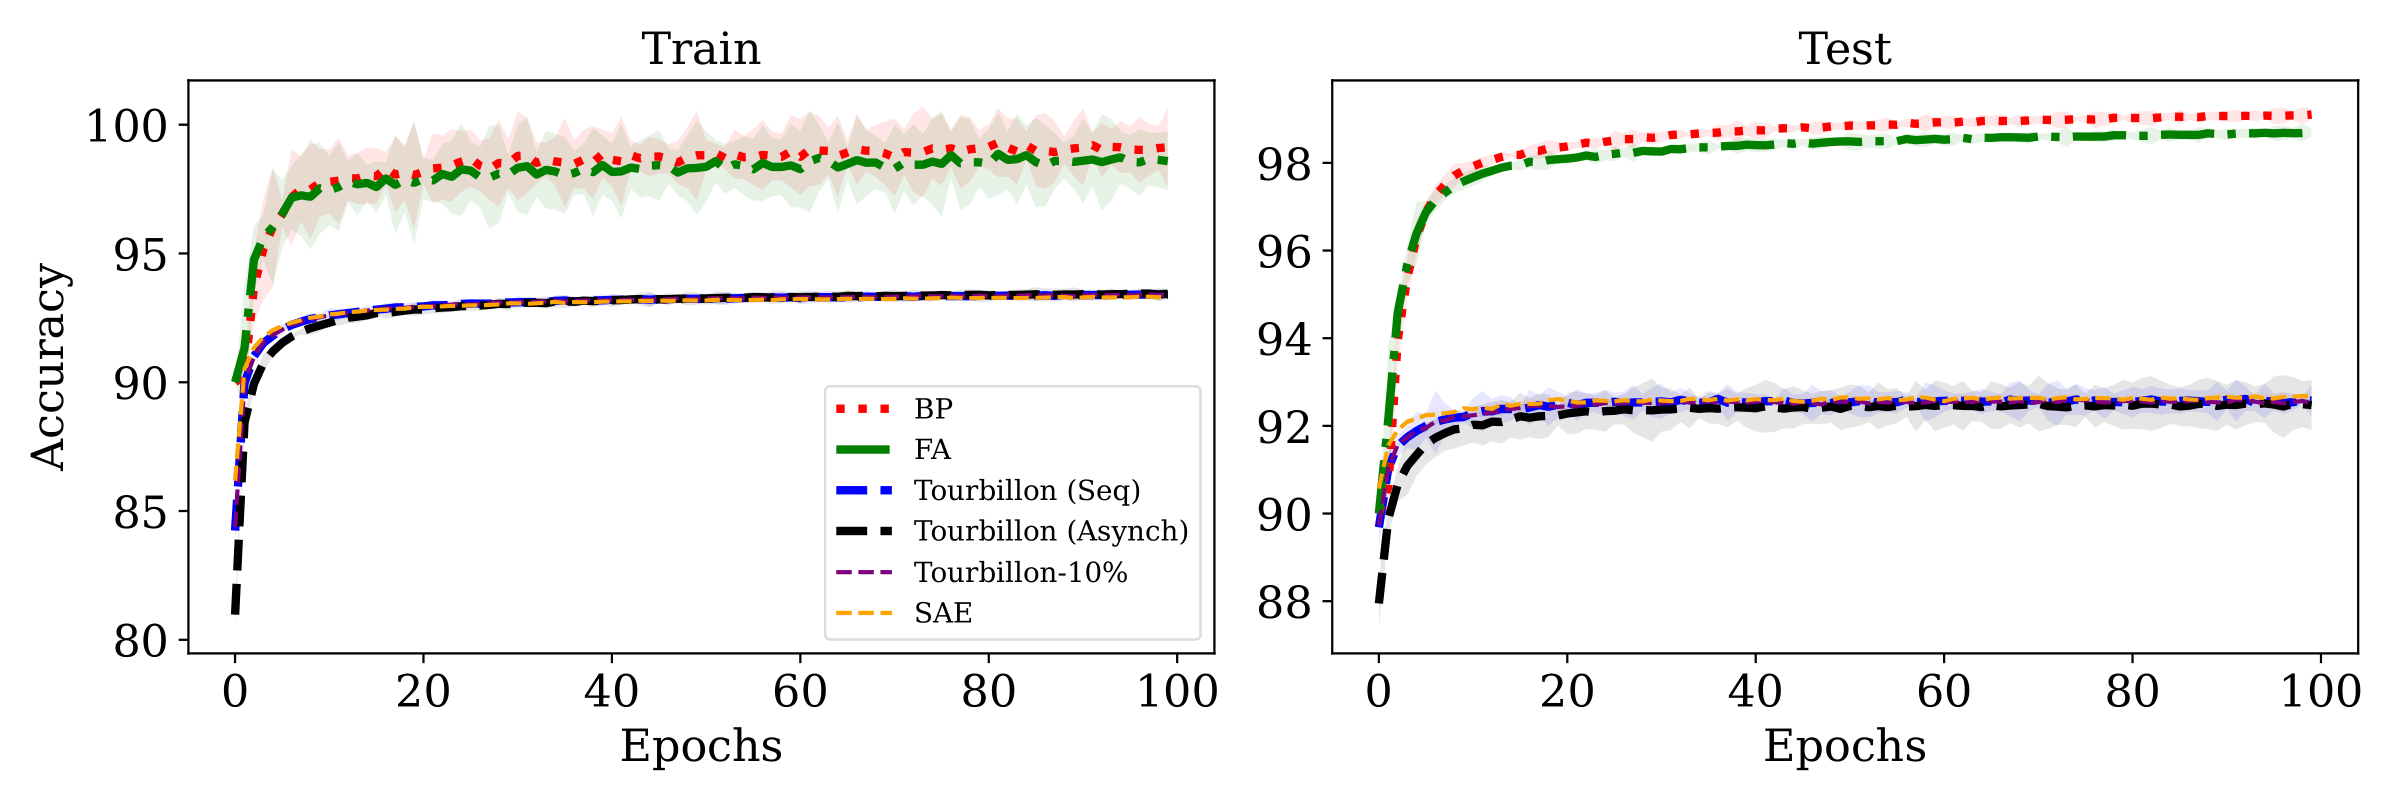 Train
Test
Accuracy
100
95
90
85
80
0 20 40 60 80 100
Epochs
BP
FA
Tourbillon (Seq)
Tourbillon (Asynch)
Tourbillon-10%
SAE
98
96
94
92
90
88
0 20 40 60 80 100
Epochs